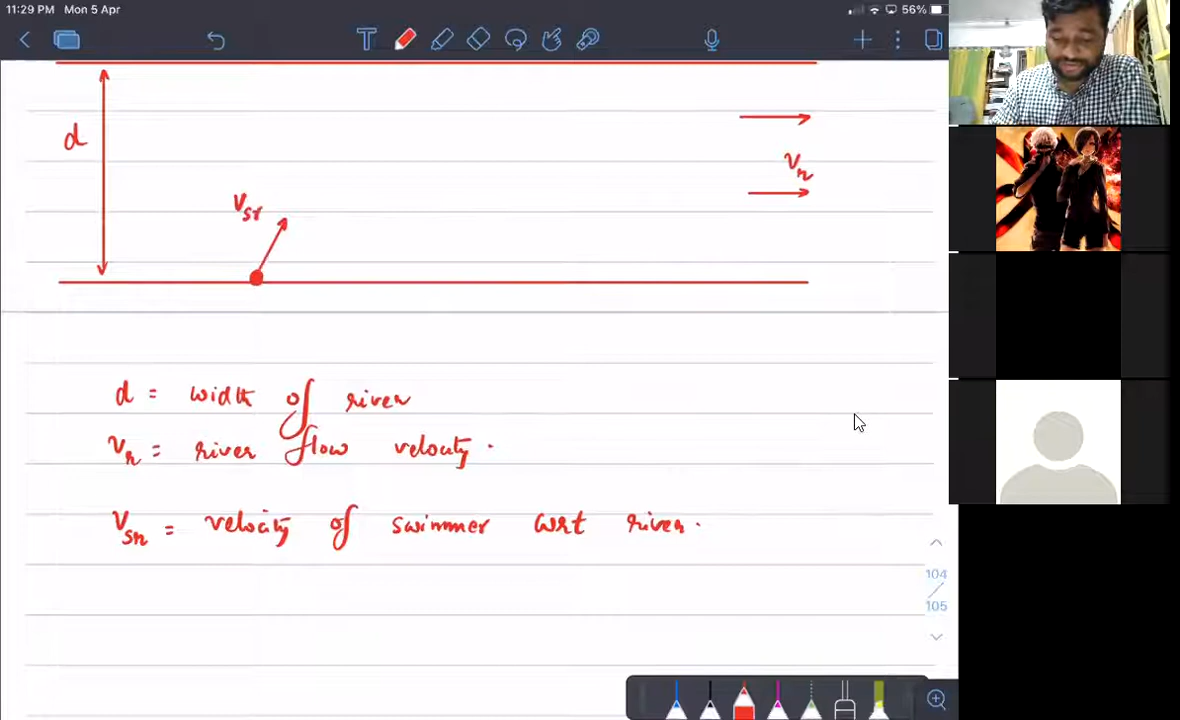 11:29 PM Mon 5 Apr
56%
T
d
Vsr
Vr
d = width of river
Vr = river flow velocity.
Vsr = velocity of swimmer wrt river.
104
105